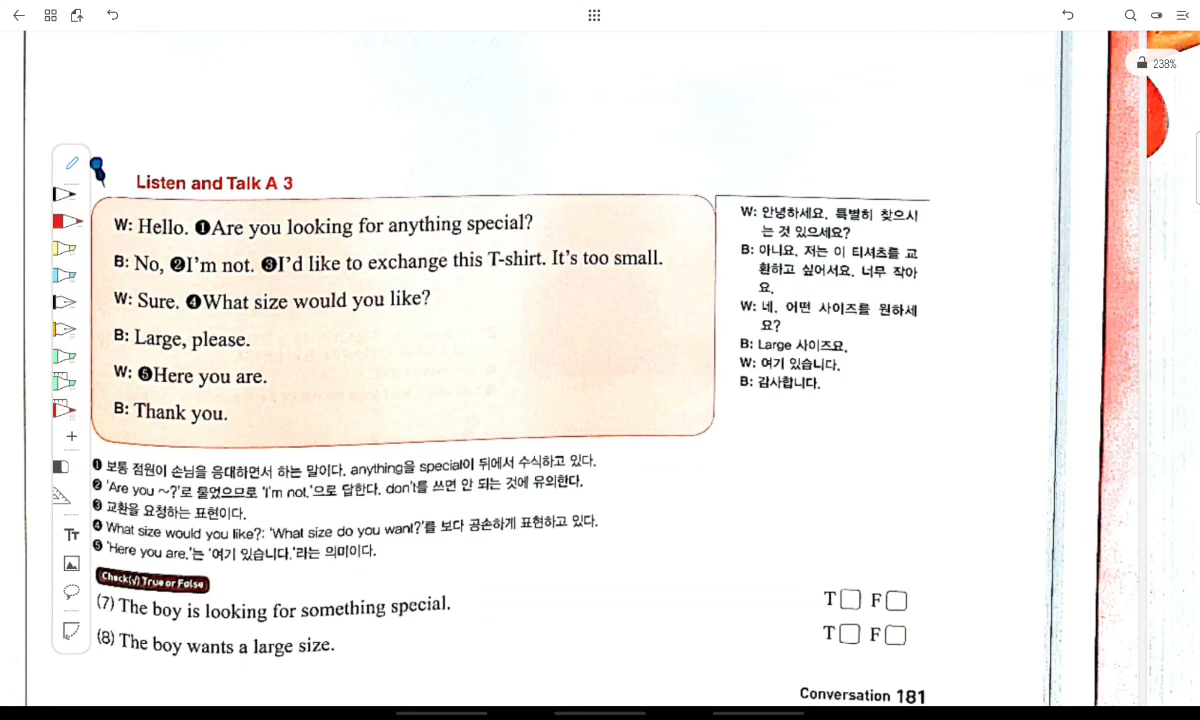 238%
Listen and Talk A 3
W: Hello. ❶Are you looking for anything special?
B: No, ❷I'm not. ❸I'd like to exchange this T-shirt. It's too small.
W: Sure. ❹What size would you like?
B: Large, please.
W: ❺Here you are.
B: Thank you.
W: 안녕하세요, 특별히 찾으시
는 것 있으세요?
B: 아니요, 저는 이 티셔츠를 교
환하고 싶어서요. 너무 작아
요.
W: 네, 어떤 사이즈를 원하세
요?
B: Large 사이즈요.
W: 여기 있습니다.
B: 감사합니다.
❶ 보통 점원이 손님을 응대하면서 하는 말이다. anything을 special이 뒤에서 수식하고 있다.
❷ 'Are you ~?'로 물었으므로 'I'm not.'으로 답한다. don't를 쓰면 안 되는 것에 유의한다.
❸ 교환을 요청하는 표현이다.
❹ What size would you like?: 'What size do you want?'를 보다 공손하게 표현하고 있다.
❺ 'Here you are.'는 '여기 있습니다.'라는 의미이다.
Check(√) True or False
(7) The boy is looking for something special. T F
(8) The boy wants a large size. T F
Conversation 181
Tт